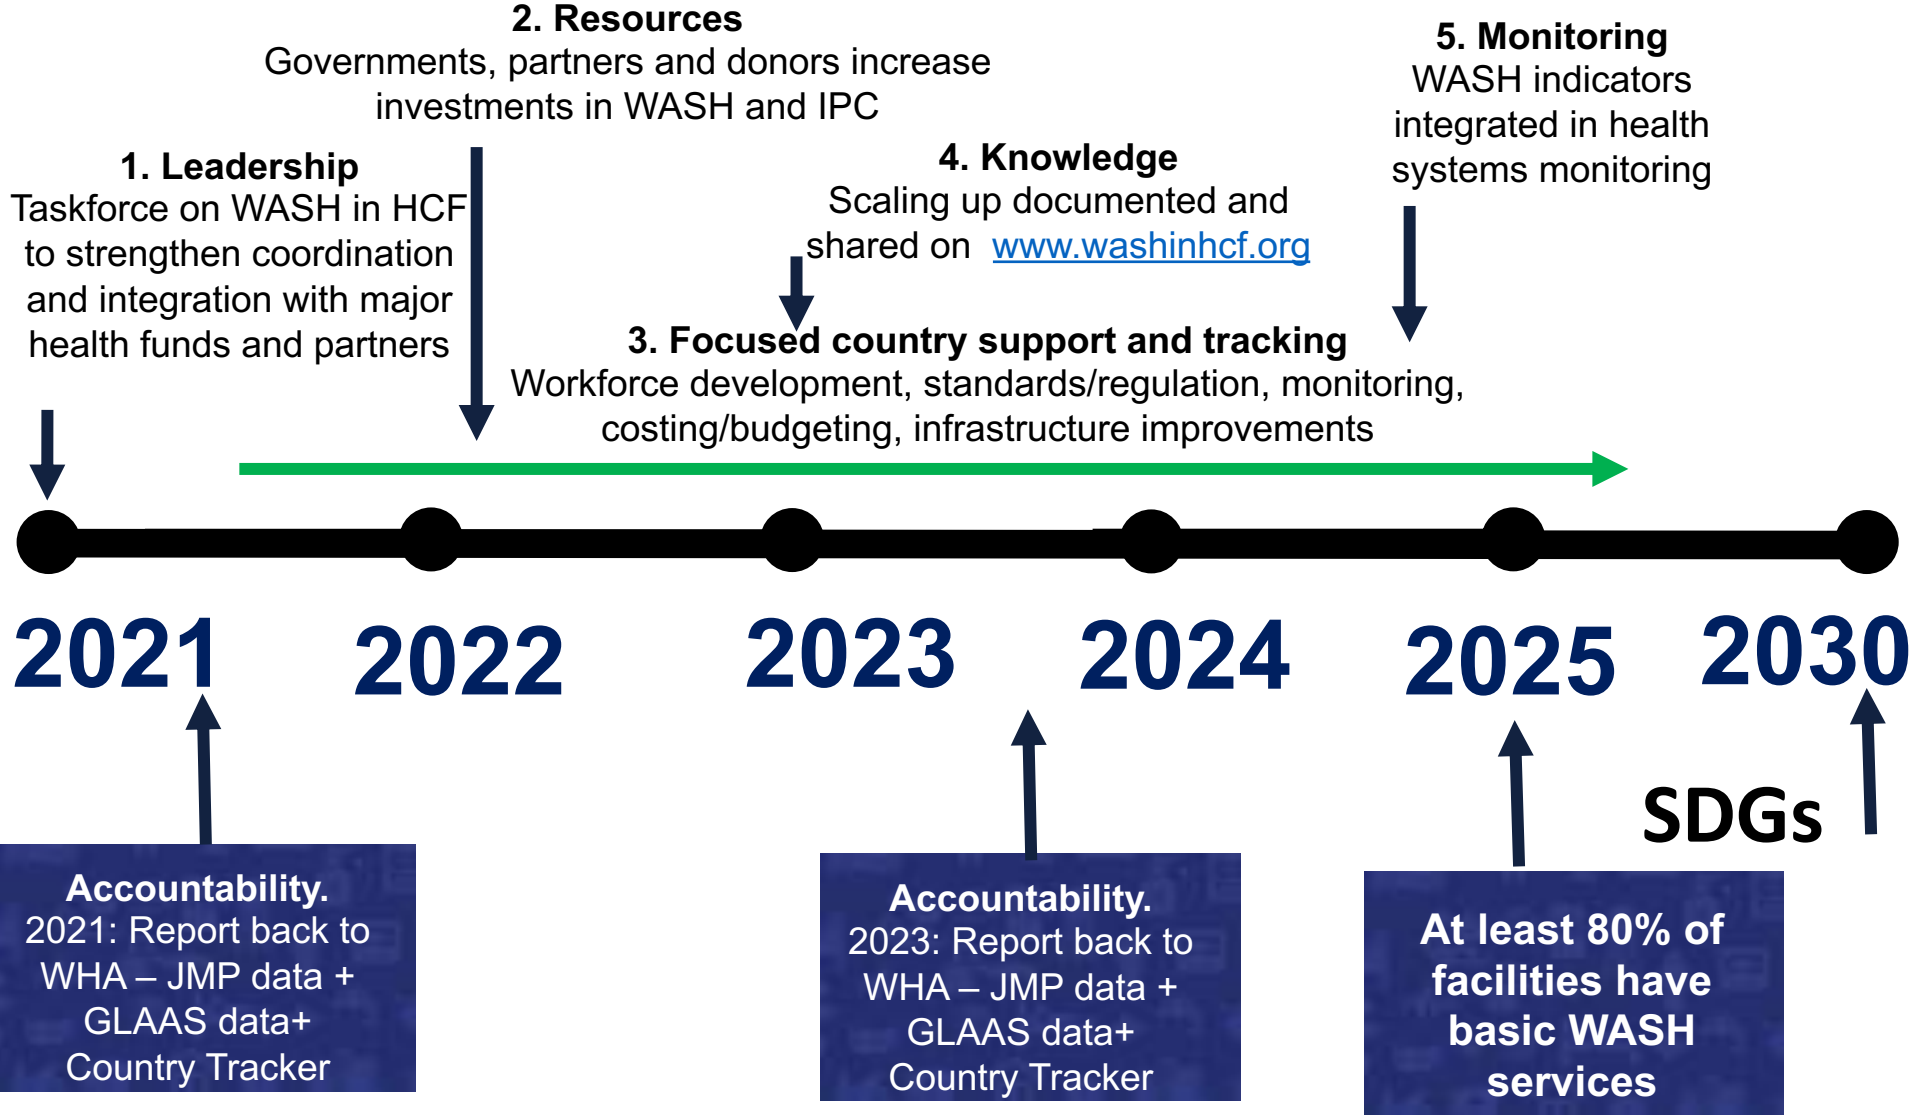 2. Resources
Governments, partners and donors increase
investments in WASH and IPC
5. Monitoring
WASH indicators
integrated in health
systems monitoring
1. Leadership
Taskforce on WASH in HCF
to strengthen coordination
and integration with major
health funds and partners
4. Knowledge
Scaling up documented and
shared on www.washinhcf.org
3. Focused country support and tracking
Workforce development, standards/regulation, monitoring,
costing/budgeting, infrastructure improvements
2021
2022
2023
2024
2025
2030
SDGs
Accountability.
2021: Report back to
WHA – JMP data +
GLAAS data+
Country Tracker
Accountability.
2023: Report back to
WHA – JMP data +
GLAAS data+
Country Tracker
At least 80% of
facilities have
basic WASH
services